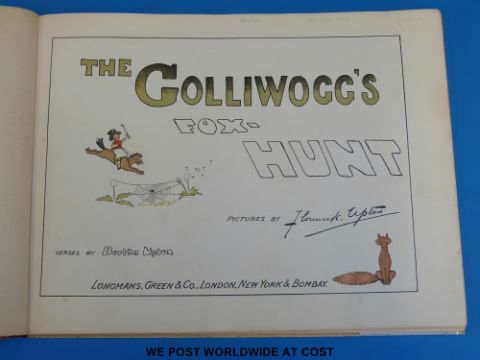 THE GOLLIWOGG'S
FOX-
HUNT
PICTURES BY Florence K. Upton
VERSES BY Bertha Upton
LONGMANS, GREEN & CO., LONDON, NEW YORK & BOMBAY.
WE POST WORLDWIDE AT COST